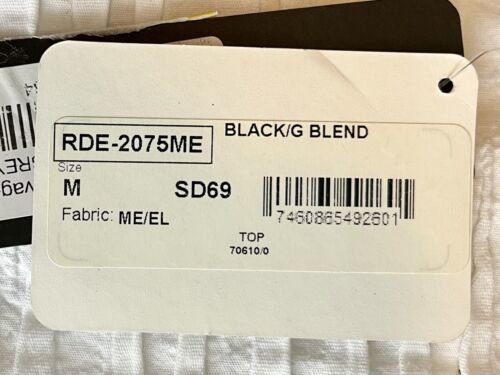 RDE-2075ME
BLACK/G BLEND
Size
M
SD69
Fabric: ME/EL
7460865492601
TOP
70610/0